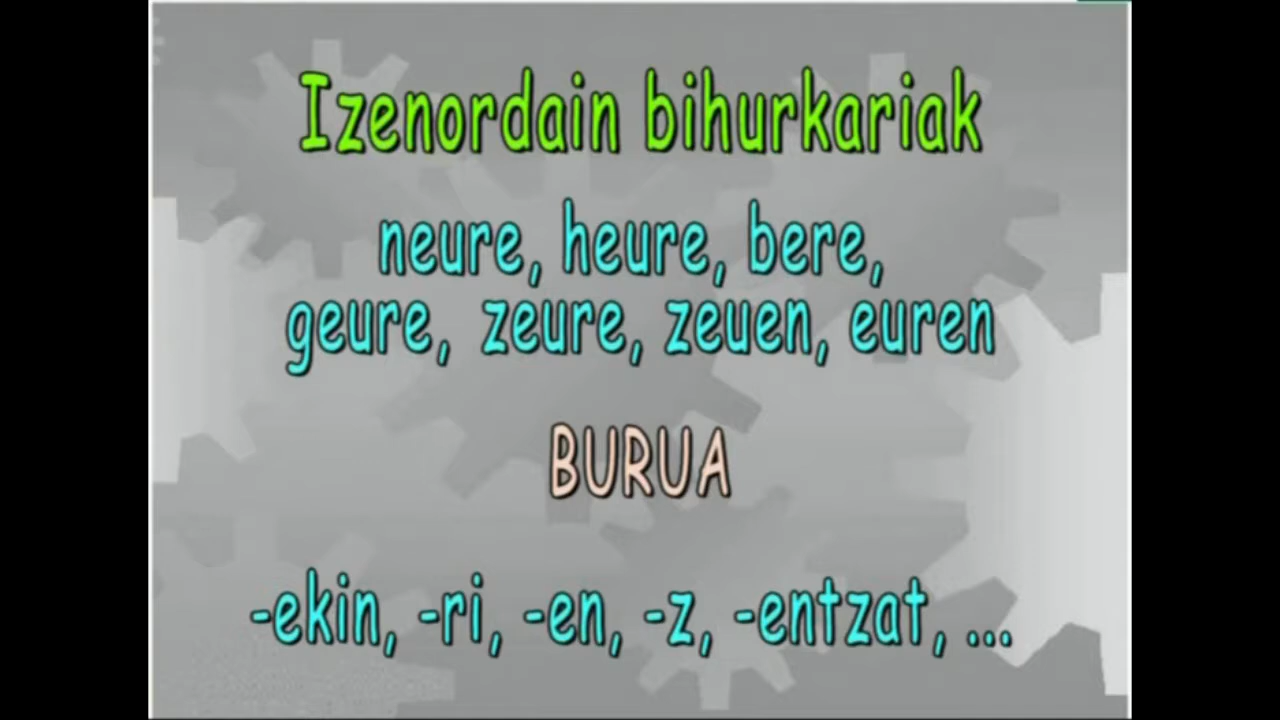 Izenordain bihurkariak
neure, heure, bere,
geure, zeure, zeuen, euren
BURUA
-ekin, -ri, -en, -z, -entzat, ...